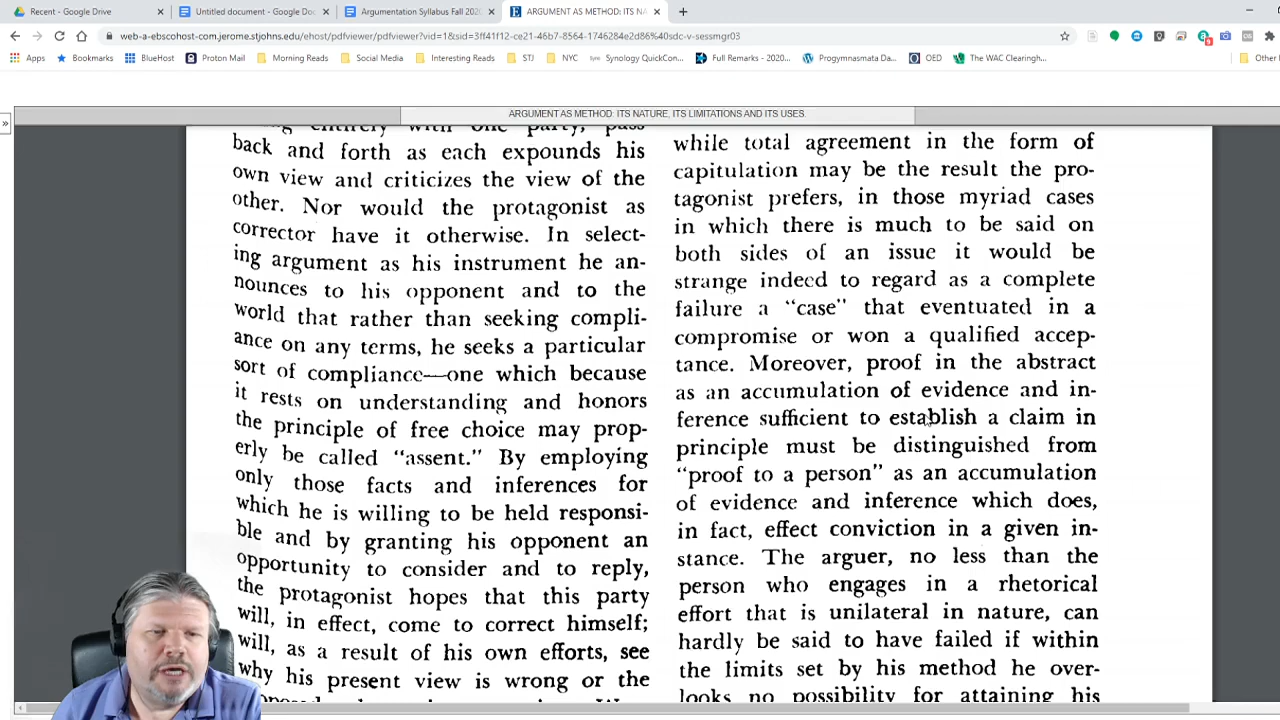 Recent - Google Drive
Untitled document - Google Doc
Argumentation Syllabus Fall 2020
ARGUMENT AS METHOD: ITS NA
web-a-ebscohost-com.jerome.stjohns.edu/ehost/pdfviewer/pdfviewer?vid=1&sid=3ff41f12-ce21-46b7-8564-1746284e2d86%40sdc-v-sessmgr03
Apps Bookmarks BlueHost Proton Mail Morning Reads Social Media Interesting Reads STJ NYC Synology QuickCon... Full Remarks - 2020... Progymnasmata Da... OED The WAC Clearingh... Other
ARGUMENT AS METHOD: ITS NATURE, ITS LIMITATIONS AND ITS USES.
entirely with one party, pass
back and forth as each expounds his
own view and criticizes the view of the
other. Nor would the protagonist as
corrector have it otherwise. In select-
ing argument as his instrument he an-
nounces to his opponent and to the
world that rather than seeking compli-
ance on any terms, he seeks a particular
sort of compliance—one which because
it rests on understanding and honors
the principle of free choice may prop-
erly be called "assent." By employing
only those facts and inferences for
which he is willing to be held responsi-
ble and by granting his opponent an
opportunity to consider and to reply,
the protagonist hopes that this party
will, in effect, come to correct himself;
will, as a result of his own efforts, see
why his present view is wrong or the
while total agreement in the form of
capitulation may be the result the pro-
tagonist prefers, in those myriad cases
in which there is much to be said on
both sides of an issue it would be
strange indeed to regard as a complete
failure a "case" that eventuated in a
compromise or won a qualified accep-
tance. Moreover, proof in the abstract
as an accumulation of evidence and in-
ference sufficient to establish a claim in
principle must be distinguished from
"proof to a person" as an accumulation
of evidence and inference which does,
in fact, effect conviction in a given in-
stance. The arguer, no less than the
person who engages in a rhetorical
effort that is unilateral in nature, can
hardly be said to have failed if within
the limits set by his method he over-
looks no possibility for attaining his